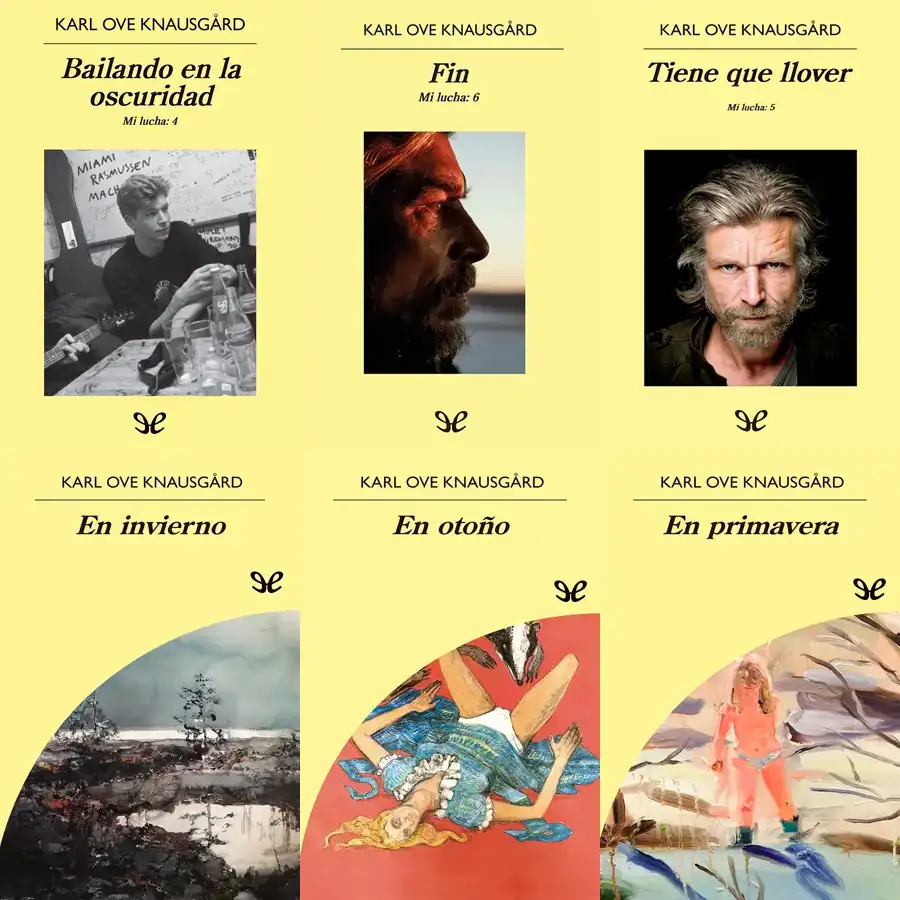 KARL OVE KNAUSGÅRD
Bailando en la
oscuridad
Mi lucha: 4
MIAMI
RASMUSSEN
MACH
KARL OVE KNAUSGÅRD
Fin
Mi lucha: 6
KARL OVE KNAUSGÅRD
Tiene que llover
Mi lucha: 5
KARL OVE KNAUSGÅRD
En invierno
KARL OVE KNAUSGÅRD
En otoño
KARL OVE KNAUSGÅRD
En primavera